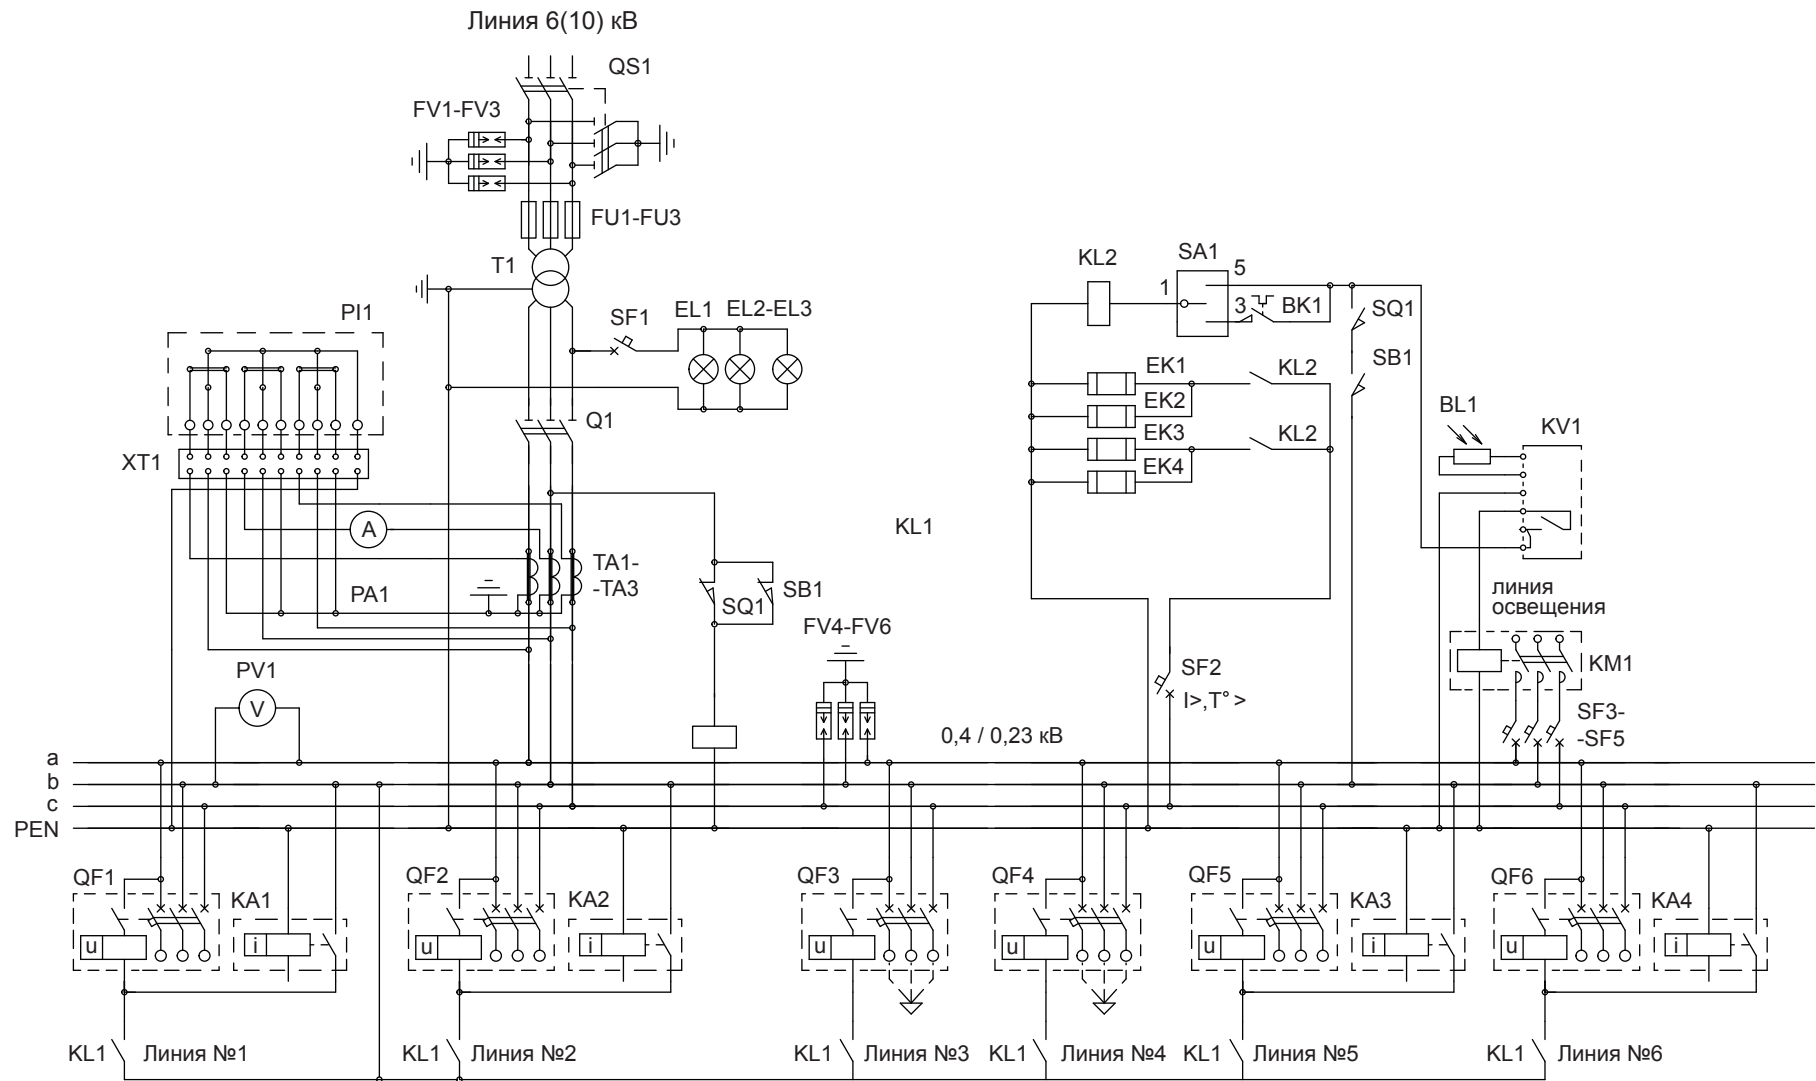 Линия 6(10) кВ
QS1
FV1-FV3
FU1-FU3
T1
SF1
EL1
EL2-EL3
PI1
Q1
XT1
A
PA1
TA1-
-TA3
SQ1
SB1
PV1
V
FV4-FV6
KL1
KL2
SA1
1
5
3
BK1
SQ1
SB1
EK1
EK2
EK3
EK4
KL2
KL2
BL1
KV1
линия
освещения
KM1
SF2
I>,T° >
SF3-
-SF5
0,4 / 0,23 кВ
a
b
c
PEN
QF1
KA1
QF2
KA2
QF3
QF4
QF5
KA3
QF6
KA4
u
i
u
i
u
u
u
i
u
i
KL1
Линия №1
KL1
Линия №2
KL1
Линия №3
KL1
Линия №4
KL1
Линия №5
KL1
Линия №6